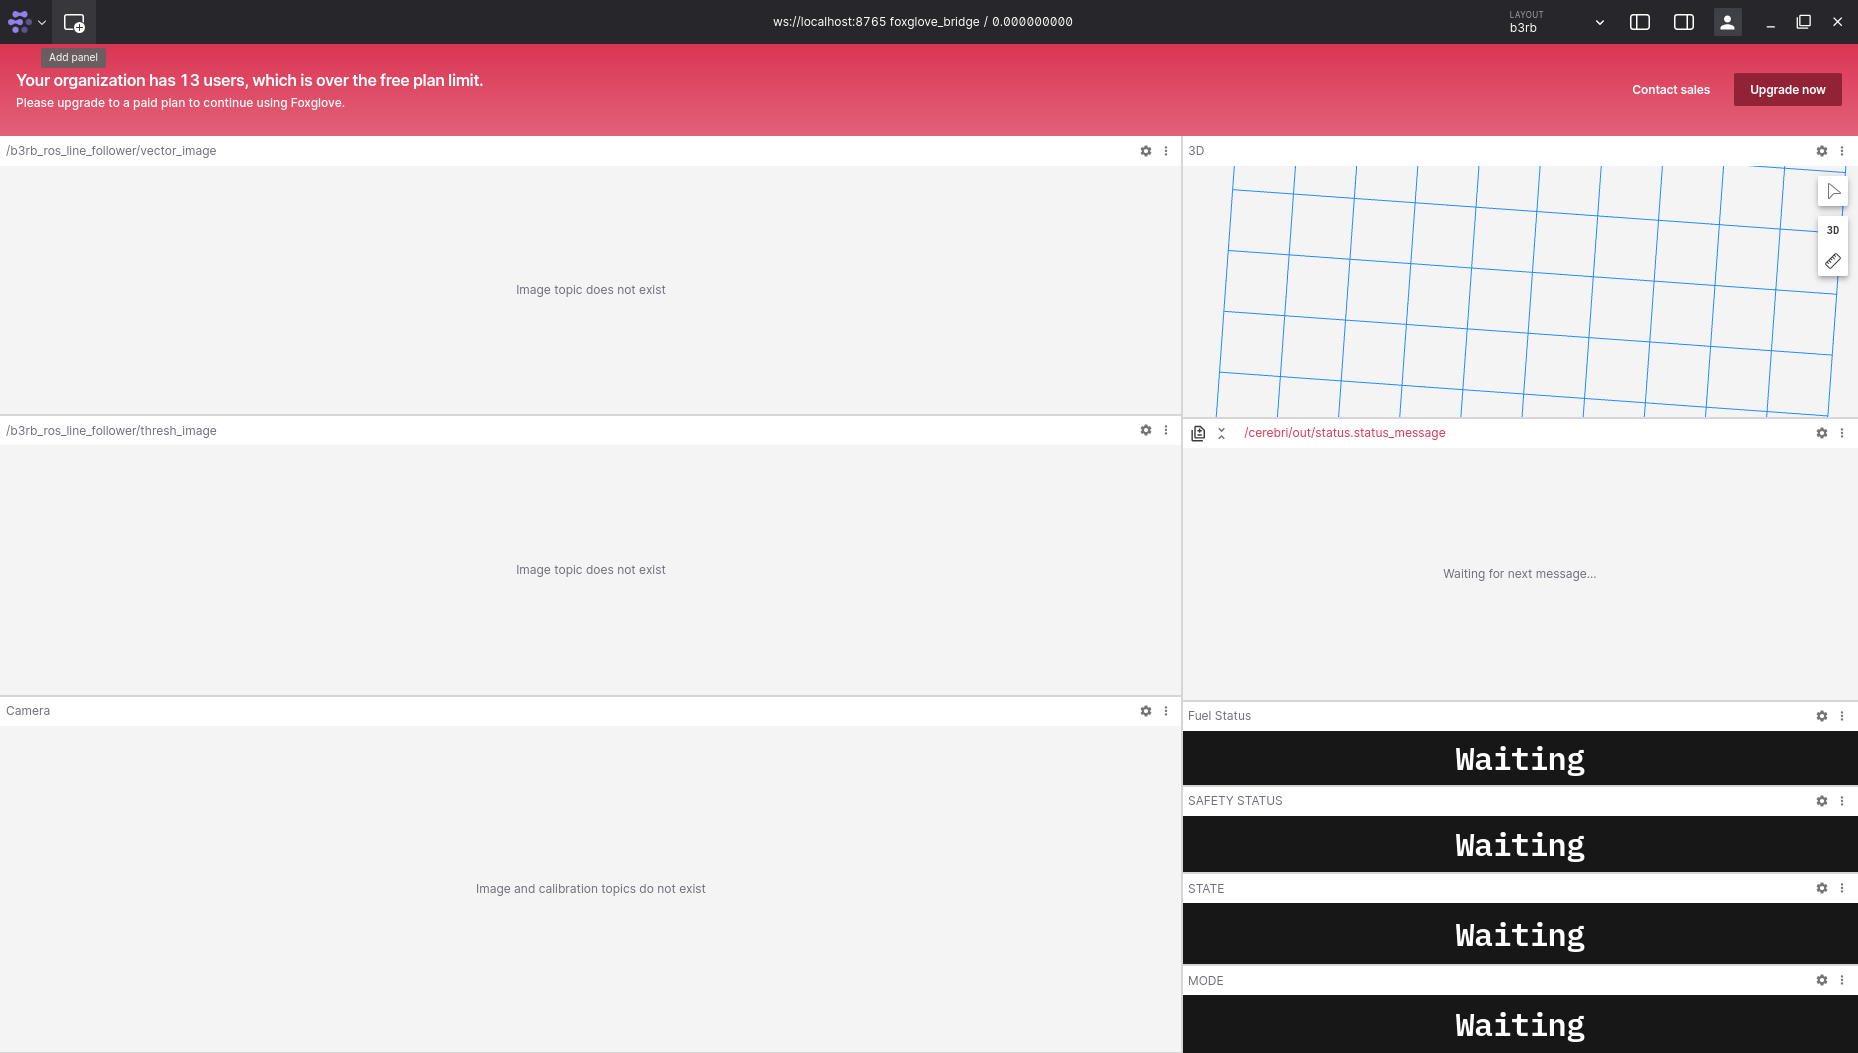 ws://localhost:8765 foxglove_bridge / 0.000000000
LAYOUT
b3rb
Add panel
Your organization has 13 users, which is over the free plan limit.
Please upgrade to a paid plan to continue using Foxglove.
Contact sales
Upgrade now
/b3rb_ros_line_follower/vector_image
Image topic does not exist
/b3rb_ros_line_follower/thresh_image
Image topic does not exist
Camera
Image and calibration topics do not exist
3D
3D
/cerebri/out/status.status_message
Waiting for next message...
Fuel Status
Waiting
SAFETY STATUS
Waiting
STATE
Waiting
MODE
Waiting